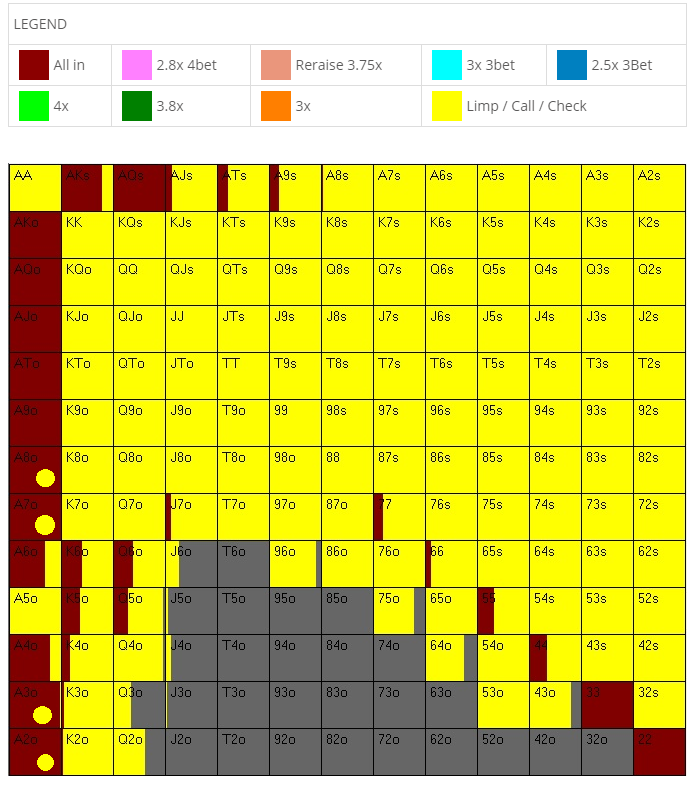 LEGEND
All in 2.8x 4bet Reraise 3.75x 3x 3bet 2.5x 3Bet
4x 3.8x 3x Limp / Call / Check
AA AKs AQs AJs ATs A9s A8s A7s A6s A5s A4s A3s A2s
AKo KK KQs KJs KTs K9s K8s K7s K6s K5s K4s K3s K2s
AQo KQo QQ QJs QTs Q9s Q8s Q7s Q6s Q5s Q4s Q3s Q2s
AJo KJo QJo JJ JTs J9s J8s J7s J6s J5s J4s J3s J2s
ATo KTo QTo JTo TT T9s T8s T7s T6s T5s T4s T3s T2s
A9o K9o Q9o J9o T9o 99 98s 97s 96s 95s 94s 93s 92s
A8o K8o Q8o J8o T8o 98o 88 87s 86s 85s 84s 83s 82s
A7o K7o Q7o J7o T7o 97o 87o 77 76s 75s 74s 73s 72s
A6o K6o Q6o J6o T6o 96o 86o 76o 66 65s 64s 63s 62s
A5o K5o Q5o J5o T5o 95o 85o 75o 65o 55 54s 53s 52s
A4o K4o Q4o J4o T4o 94o 84o 74o 64o 54o 44 43s 42s
A3o K3o Q3o J3o T3o 93o 83o 73o 63o 53o 43o 33 32s
A2o K2o Q2o J2o T2o 92o 82o 72o 62o 52o 42o 32o 22